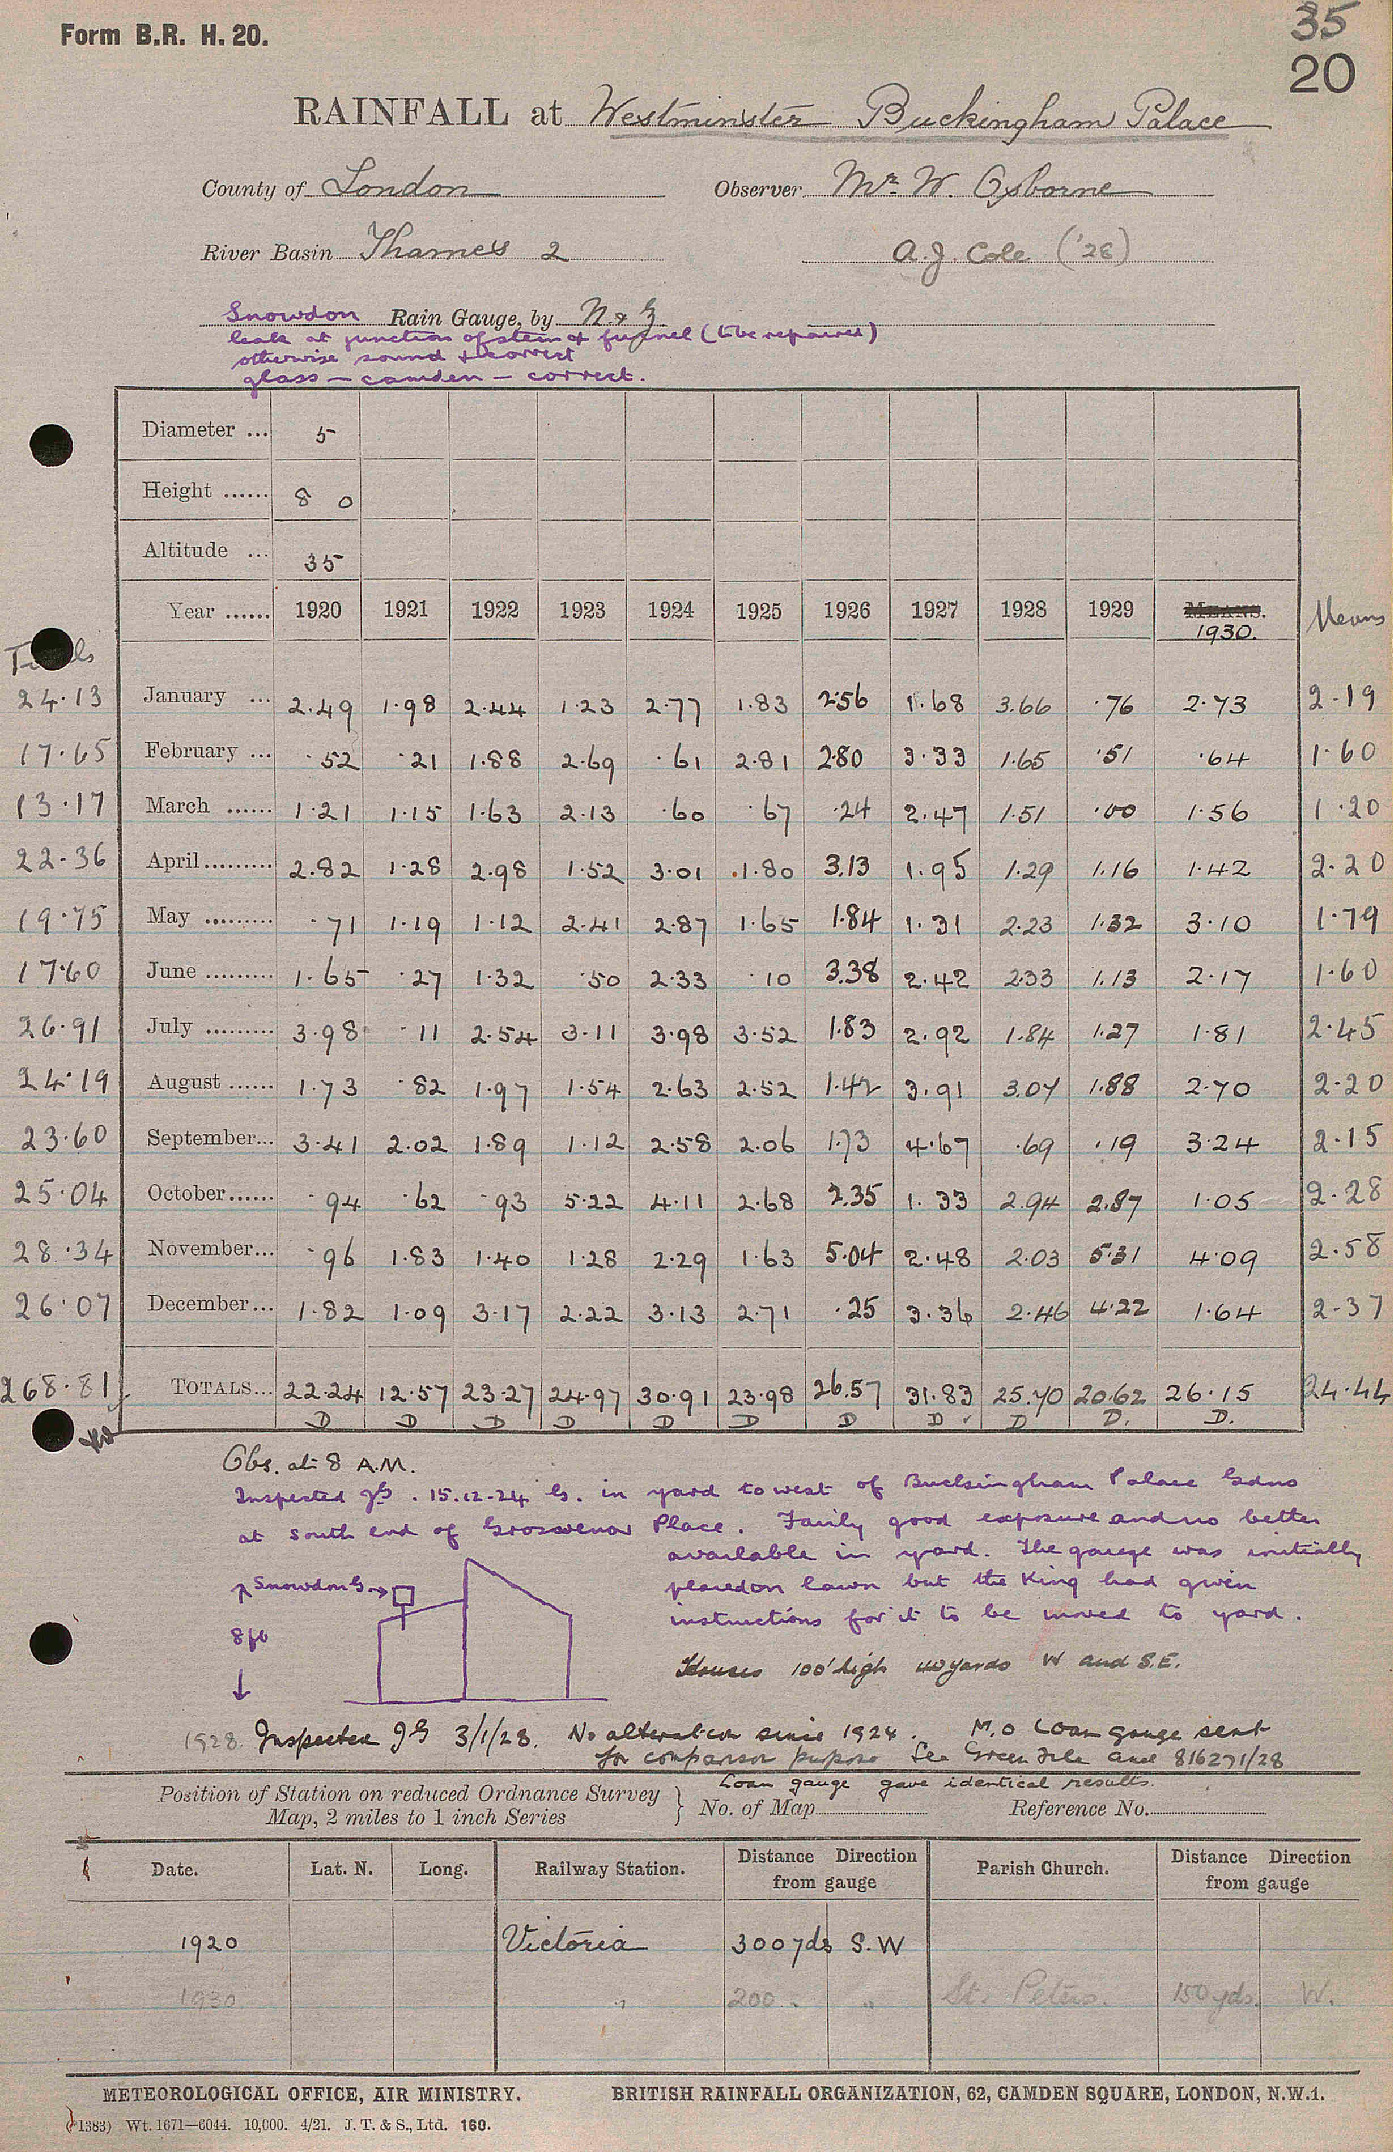 Form B.R. H. 20.
35
20
RAINFALL at Westminster Buckingham Palace
County of London Observer Mr. W. Osborne
River Basin Thames 2 A.J. Cole ('28)
Snowdon Rain Gauge, by N & Z
leak at junction of stem & funnel (to be repaired)
otherwise sound & correct
glass – camden – correct.
Diameter ... 5
Height ...... 8 0
Altitude ... 35
Year ...... 1920 1921 1922 1923 1924 1925 1926 1927 1928 1929 MEANS. 1930. Means
Totals
24.13 January ... 2.49 1.98 2.44 1.23 2.77 1.83 2.56 1.68 3.66 .76 2.73 2.19
17.65 February ... .52 .21 1.88 2.69 .61 2.81 2.80 3.33 1.65 .51 .64 1.60
13.17 March ...... 1.21 1.15 1.63 2.13 .60 .67 .24 2.47 1.51 .00 1.56 1.20
22.36 April ......... 2.82 1.28 2.98 1.52 3.01 1.80 3.13 1.95 1.29 1.16 1.42 2.20
19.75 May ......... .71 1.19 1.12 2.41 2.87 1.65 1.84 1.31 2.23 1.32 3.10 1.79
17.60 June ......... 1.65 .27 1.32 .50 2.33 .10 3.38 2.42 2.33 1.13 2.17 1.60
26.91 July ......... 3.98 .11 2.54 3.11 3.98 3.52 1.83 2.92 1.84 1.27 1.81 2.45
24.19 August ...... 1.73 .82 1.97 1.54 2.63 2.52 1.42 3.91 3.07 1.88 2.70 2.20
23.60 September... 3.41 2.02 1.89 1.12 2.58 2.06 1.73 4.67 .69 .19 3.24 2.15
25.04 October...... .94 .62 .93 5.22 4.11 2.68 2.35 1.33 2.94 2.87 1.05 2.28
28.34 November... .96 1.83 1.40 1.28 2.29 1.63 5.04 2.48 2.03 5.31 4.09 2.58
26.07 December... 1.82 1.09 3.17 2.22 3.13 2.71 .25 3.36 2.46 4.22 1.64 2.37
268.81 TOTALS... 22.24 12.57 23.27 24.97 30.91 23.98 26.57 31.83 25.70 20.62 26.15 24.44
D D D D D D D D D D. D.
Obs. at 8 A.M.
Inspected JG. 15.12.24 G. in yard to west of Buckingham Palace Gdns
at south end of Grosvenor Place. Fairly good exposure and no better
available in yard. The gauge was initially
placed on lawn but the King had given
instructions for it to be moved to yard.
Snowdon G
8 ft
Houses 100' high 40 yards W and S.E.
1928. Inspected JG 3/1/28. No alteration since 1924. M.O Loan gauge sent
for comparison purpose See Green File and 816271/28
Loan gauge gave identical results.
Position of Station on reduced Ordnance Survey Map, 2 miles to 1 inch Series } No. of Map Reference No.
Date. Lat. N. Long. Railway Station. Distance Direction from gauge Parish Church. Distance Direction from gauge
1920 Victoria 300 yds S.W
1930 " 200 " " St. Peters. 150 yds. W.
METEOROLOGICAL OFFICE, AIR MINISTRY. BRITISH RAINFALL ORGANIZATION, 62, CAMDEN SQUARE, LONDON, N.W.1.
(1383) Wt. 1671—6044. 10,000. 4/21. J. T. & S., Ltd. 160.